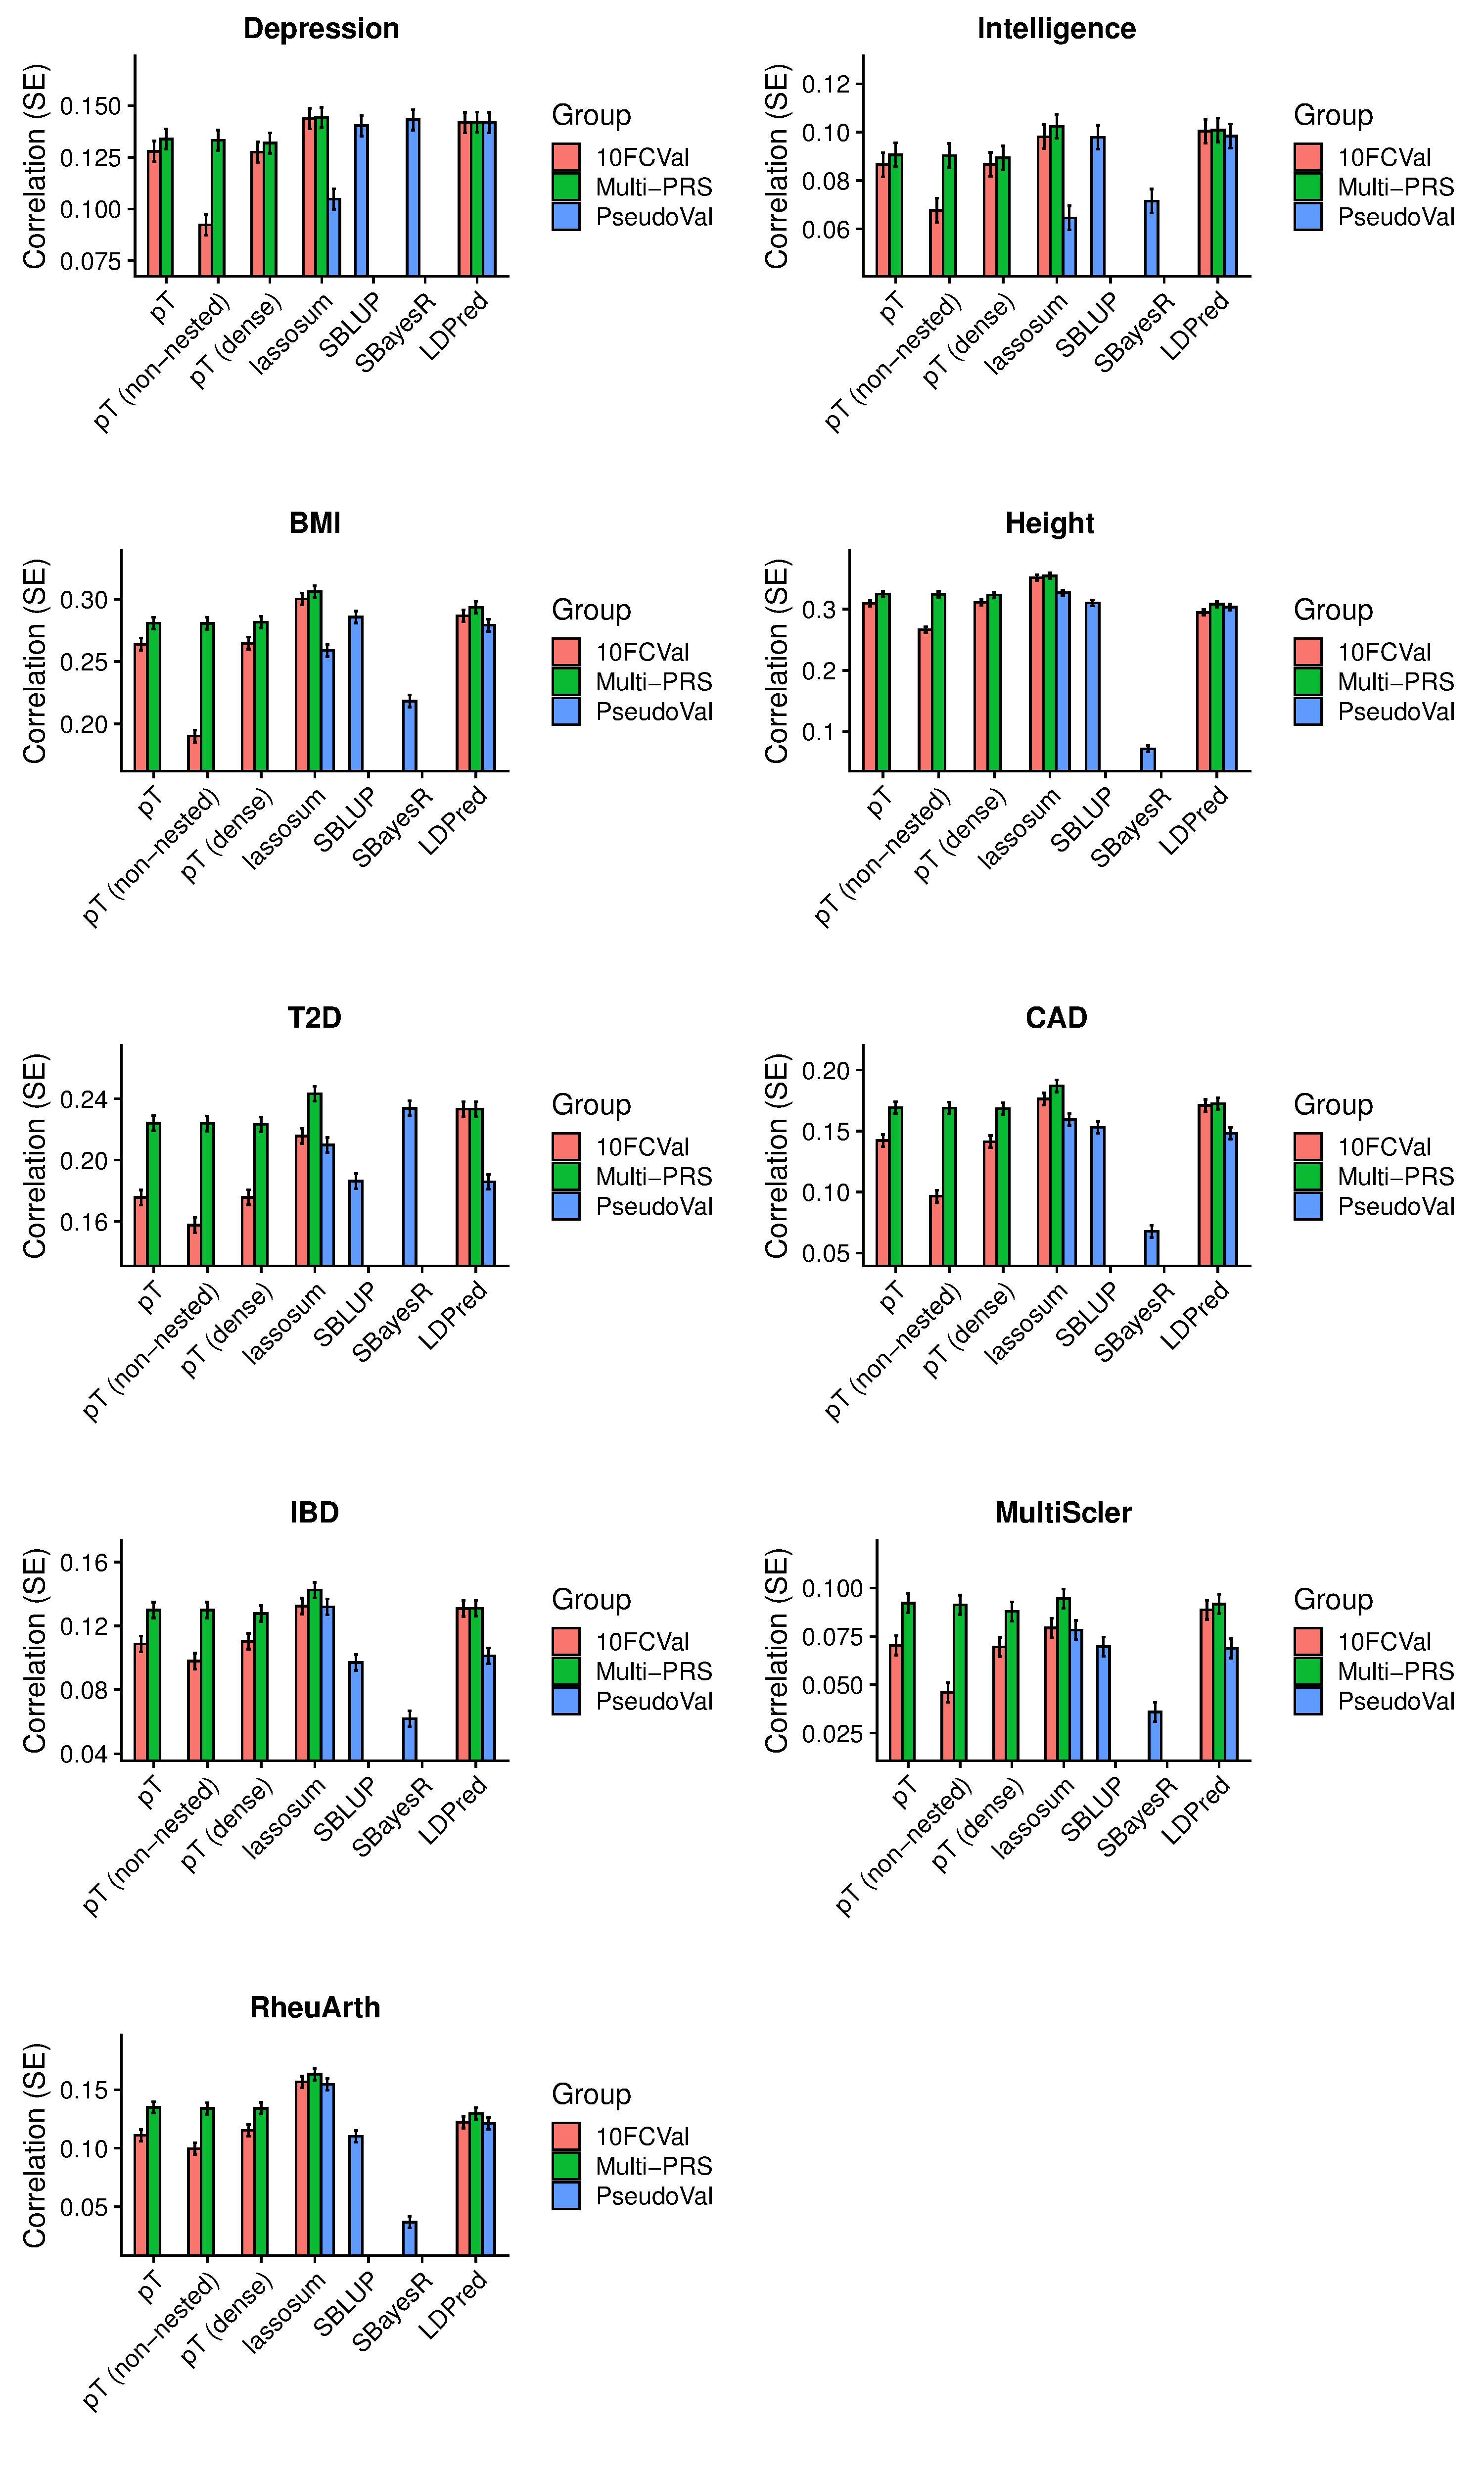 Depression
Correlation (SE)
0.150
0.125
0.100
0.075
pT
pT (non−nested)
pT (dense)
lassosum
SBLUP
SBayesR
LDPred
Group
10FCVal
Multi−PRS
PseudoVal
Intelligence
Correlation (SE)
0.12
0.10
0.08
0.06
pT
pT (non−nested)
pT (dense)
lassosum
SBLUP
SBayesR
LDPred
Group
10FCVal
Multi−PRS
PseudoVal
BMI
Correlation (SE)
0.30
0.25
0.20
pT
pT (non−nested)
pT (dense)
lassosum
SBLUP
SBayesR
LDPred
Group
10FCVal
Multi−PRS
PseudoVal
Height
Correlation (SE)
0.3
0.2
0.1
pT
pT (non−nested)
pT (dense)
lassosum
SBLUP
SBayesR
LDPred
Group
10FCVal
Multi−PRS
PseudoVal
T2D
Correlation (SE)
0.24
0.20
0.16
pT
pT (non−nested)
pT (dense)
lassosum
SBLUP
SBayesR
LDPred
Group
10FCVal
Multi−PRS
PseudoVal
CAD
Correlation (SE)
0.20
0.15
0.10
0.05
pT
pT (non−nested)
pT (dense)
lassosum
SBLUP
SBayesR
LDPred
Group
10FCVal
Multi−PRS
PseudoVal
IBD
Correlation (SE)
0.16
0.12
0.08
0.04
pT
pT (non−nested)
pT (dense)
lassosum
SBLUP
SBayesR
LDPred
Group
10FCVal
Multi−PRS
PseudoVal
MultiScler
Correlation (SE)
0.100
0.075
0.050
0.025
pT
pT (non−nested)
pT (dense)
lassosum
SBLUP
SBayesR
LDPred
Group
10FCVal
Multi−PRS
PseudoVal
RheuArth
Correlation (SE)
0.15
0.10
0.05
pT
pT (non−nested)
pT (dense)
lassosum
SBLUP
SBayesR
LDPred
Group
10FCVal
Multi−PRS
PseudoVal